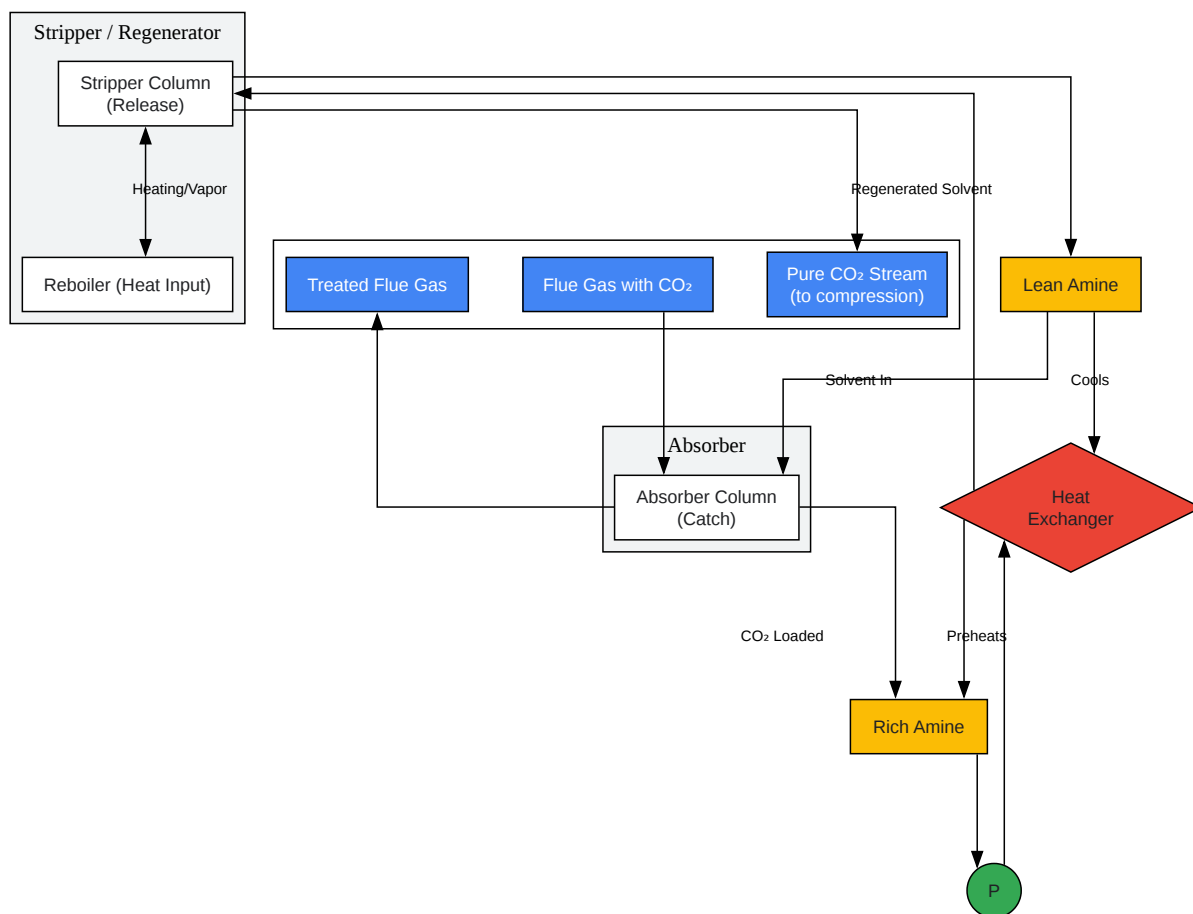 Stripper / Regenerator
Stripper Column
(Release)
Heating/Vapor
Regenerated Solvent
Reboiler (Heat Input)
Treated Flue Gas
Flue Gas with CO₂
Pure CO₂ Stream
(to compression)
Lean Amine
Solvent In
Cools
Absorber
Absorber Column
(Catch)
Heat
Exchanger
CO₂ Loaded
Preheats
Rich Amine
P